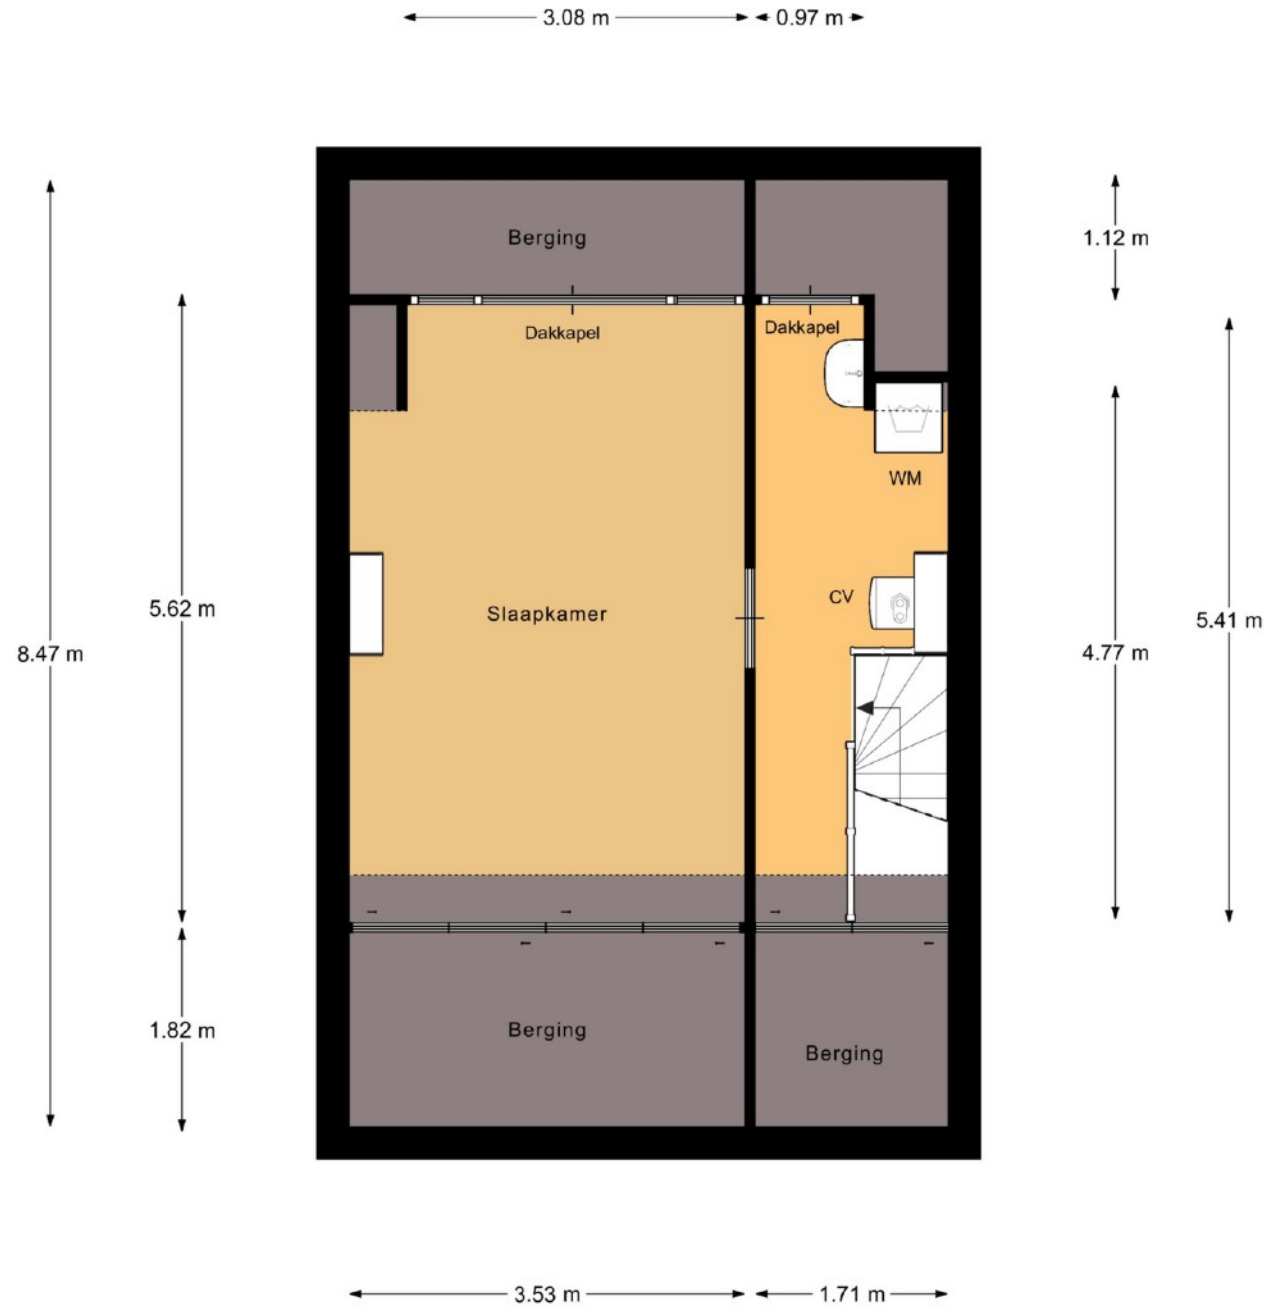 3.08 m
0.97 m
Berging
1.12 m
Dakkapel
Dakkapel
WM
CV
5.62 m
Slaapkamer
5.41 m
8.47 m
4.77 m
1.82 m
Berging
Berging
3.53 m
1.71 m